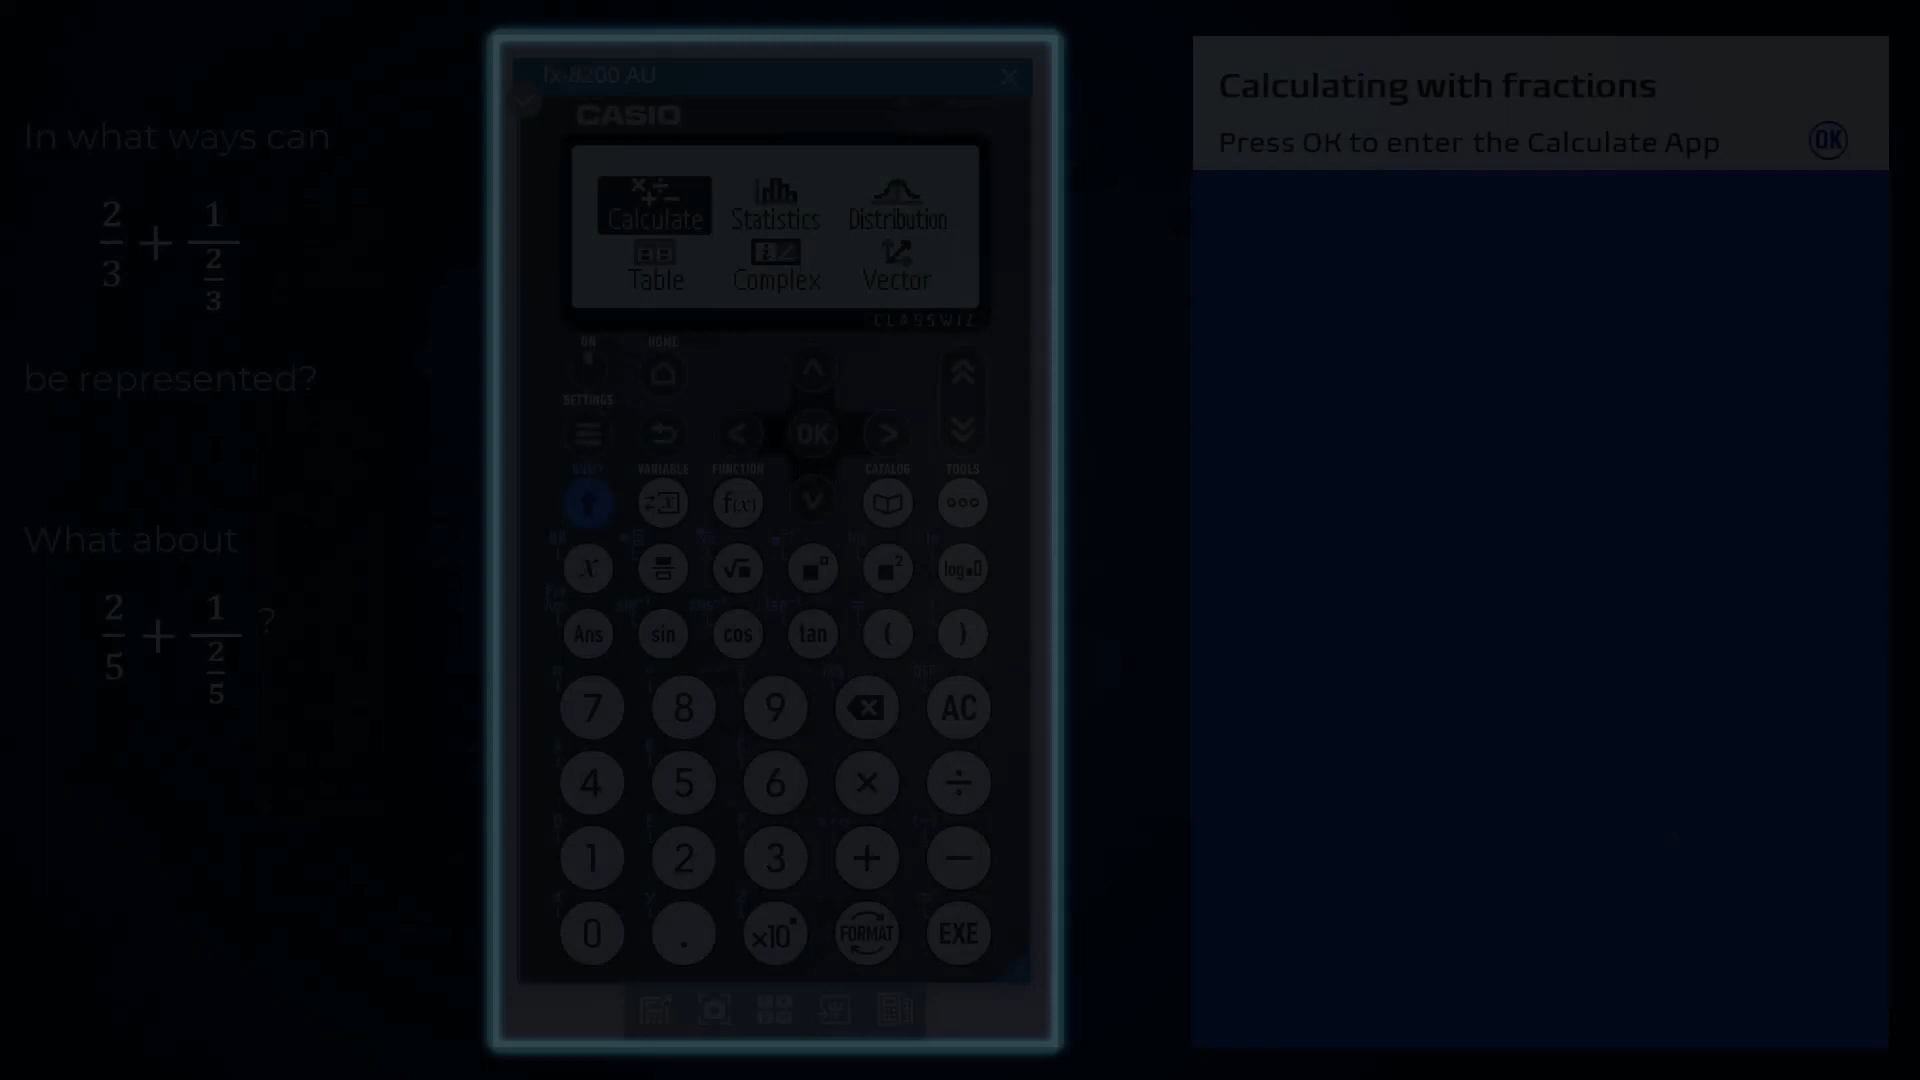 In what ways can
2/3 + 1/(2/3)
be represented?
What about
2/5 + 1/(2/5) ?
fx-8200 AU
CASIO
Calculate Statistics Distribution
Table Complex Vector
CLASSWIZ
ON HOME
SETTINGS
OK
VARIABLE FUNCTION CATALOG TOOLS
x f(x)
x √■ ■² log■□
Ans sin cos tan ( )
7 8 9 AC
4 5 6 × ÷
1 2 3 + −
0 . ×10 FORMAT EXE
Calculating with fractions
Press OK to enter the Calculate App OK